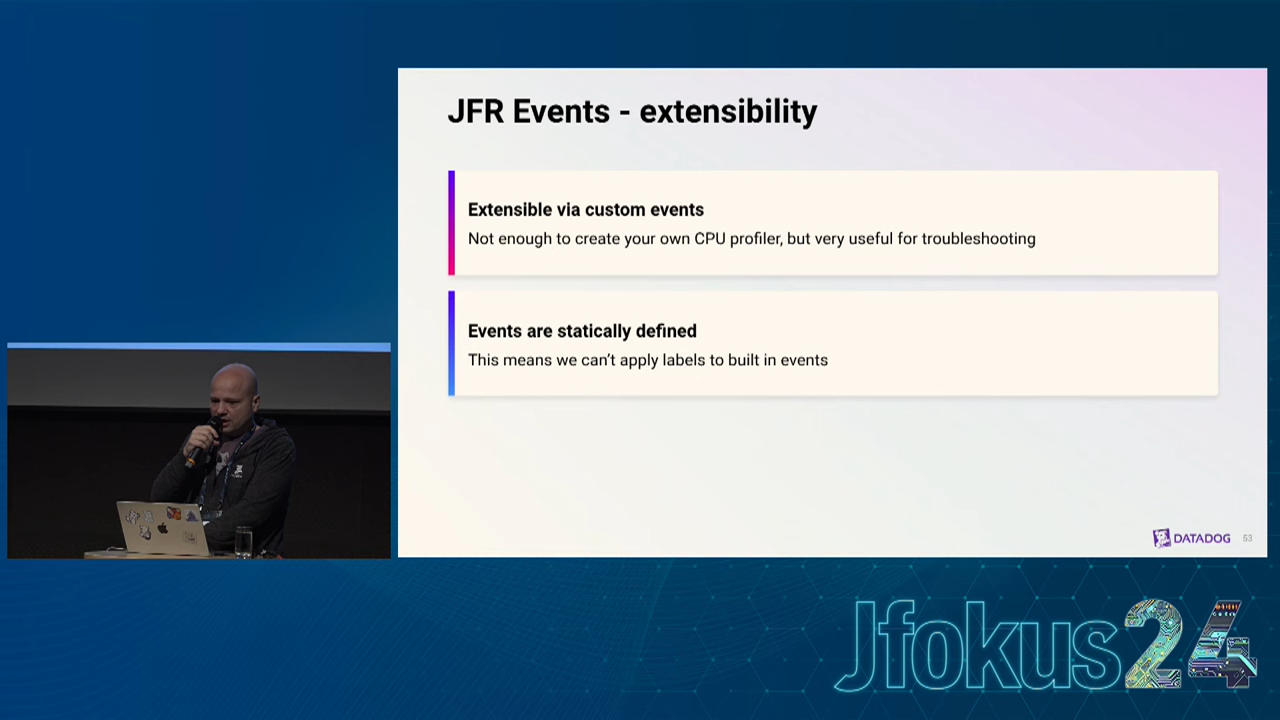 JFR Events - extensibility
Extensible via custom events
Not enough to create your own CPU profiler, but very useful for troubleshooting
Events are statically defined
This means we can't apply labels to built in events
DATADOG 53
Jfokus24